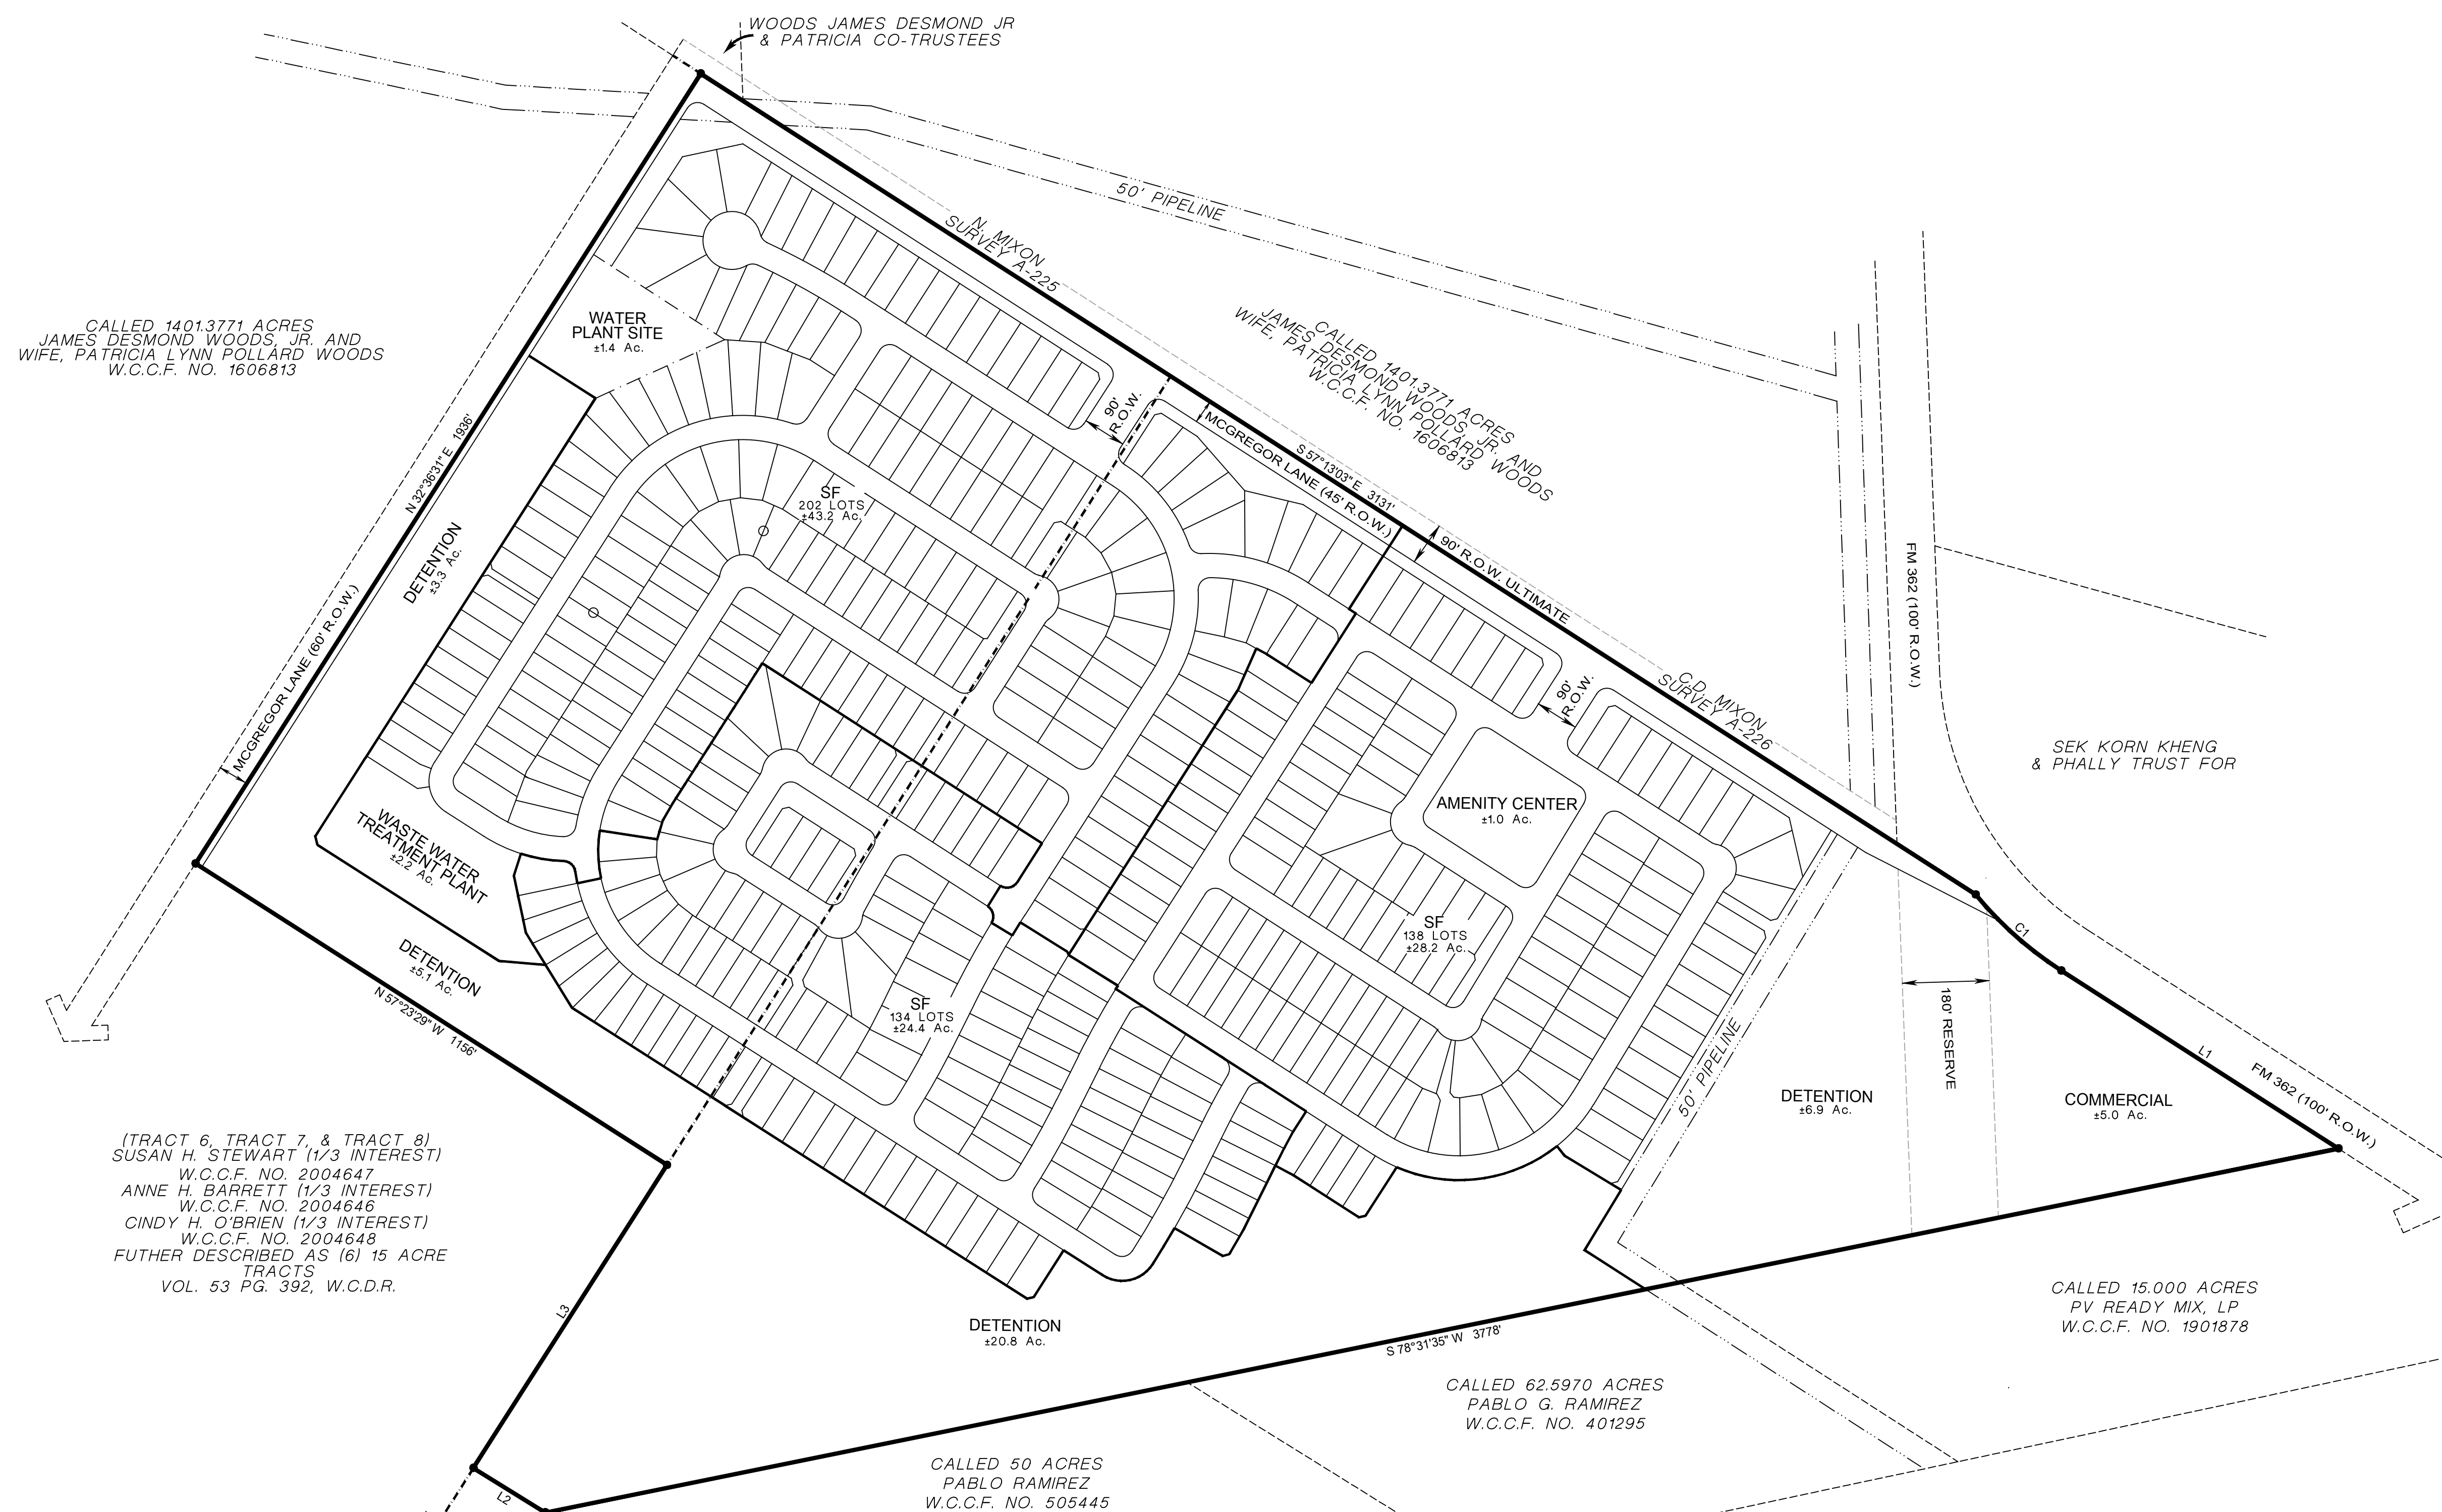 WOODS JAMES DESMOND JR
& PATRICIA CO-TRUSTEES
50' PIPELINE
N. MIXON
SURVEY A-225
CALLED 1401.3771 ACRES
JAMES DESMOND WOODS, JR. AND
WIFE, PATRICIA LYNN POLLARD WOODS
W.C.C.F. NO. 1606813
WATER
PLANT SITE
±1.4 Ac.
CALLED 1401.3771 ACRES
JAMES DESMOND WOODS, JR. AND
WIFE, PATRICIA LYNN POLLARD WOODS
W.C.C.F. NO. 1606813
90'
R.O.W.
MCGREGOR LANE (45' R.O.W.)
S 57°13'03" E 3131'
N 32°36'31" E 1936'
SF
202 LOTS
±43.2 Ac.
DETENTION
±3.3 Ac.
90' R.O.W. ULTIMATE
FM 362 (100' R.O.W.)
MCGREGOR LANE (60' R.O.W.)
90'
R.O.W.
C.D. MIXON
SURVEY A-226
SEK KORN KHENG
& PHALLY TRUST FOR
AMENITY CENTER
±1.0 Ac.
WASTE WATER
TREATMENT PLANT
±2.2 Ac.
SF
138 LOTS
±28.2 Ac.
C1
DETENTION
±5.1 Ac.
N 57°23'29" W 1156'
SF
134 LOTS
±24.4 Ac.
180' RESERVE
L1
FM 362 (100' R.O.W.)
50' PIPELINE
DETENTION
±6.9 Ac.
COMMERCIAL
±5.0 Ac.
(TRACT 6, TRACT 7, & TRACT 8)
SUSAN H. STEWART (1/3 INTEREST)
W.C.C.F. NO. 2004647
ANNE H. BARRETT (1/3 INTEREST)
W.C.C.F. NO. 2004646
CINDY H. O'BRIEN (1/3 INTEREST)
W.C.C.F. NO. 2004648
FUTHER DESCRIBED AS (6) 15 ACRE
TRACTS
VOL. 53 PG. 392, W.C.D.R.
L3
DETENTION
±20.8 Ac.
S 78°31'35" W 3778'
CALLED 15.000 ACRES
PV READY MIX, LP
W.C.C.F. NO. 1901878
CALLED 62.5970 ACRES
PABLO G. RAMIREZ
W.C.C.F. NO. 401295
CALLED 50 ACRES
PABLO RAMIREZ
W.C.C.F. NO. 505445
L2